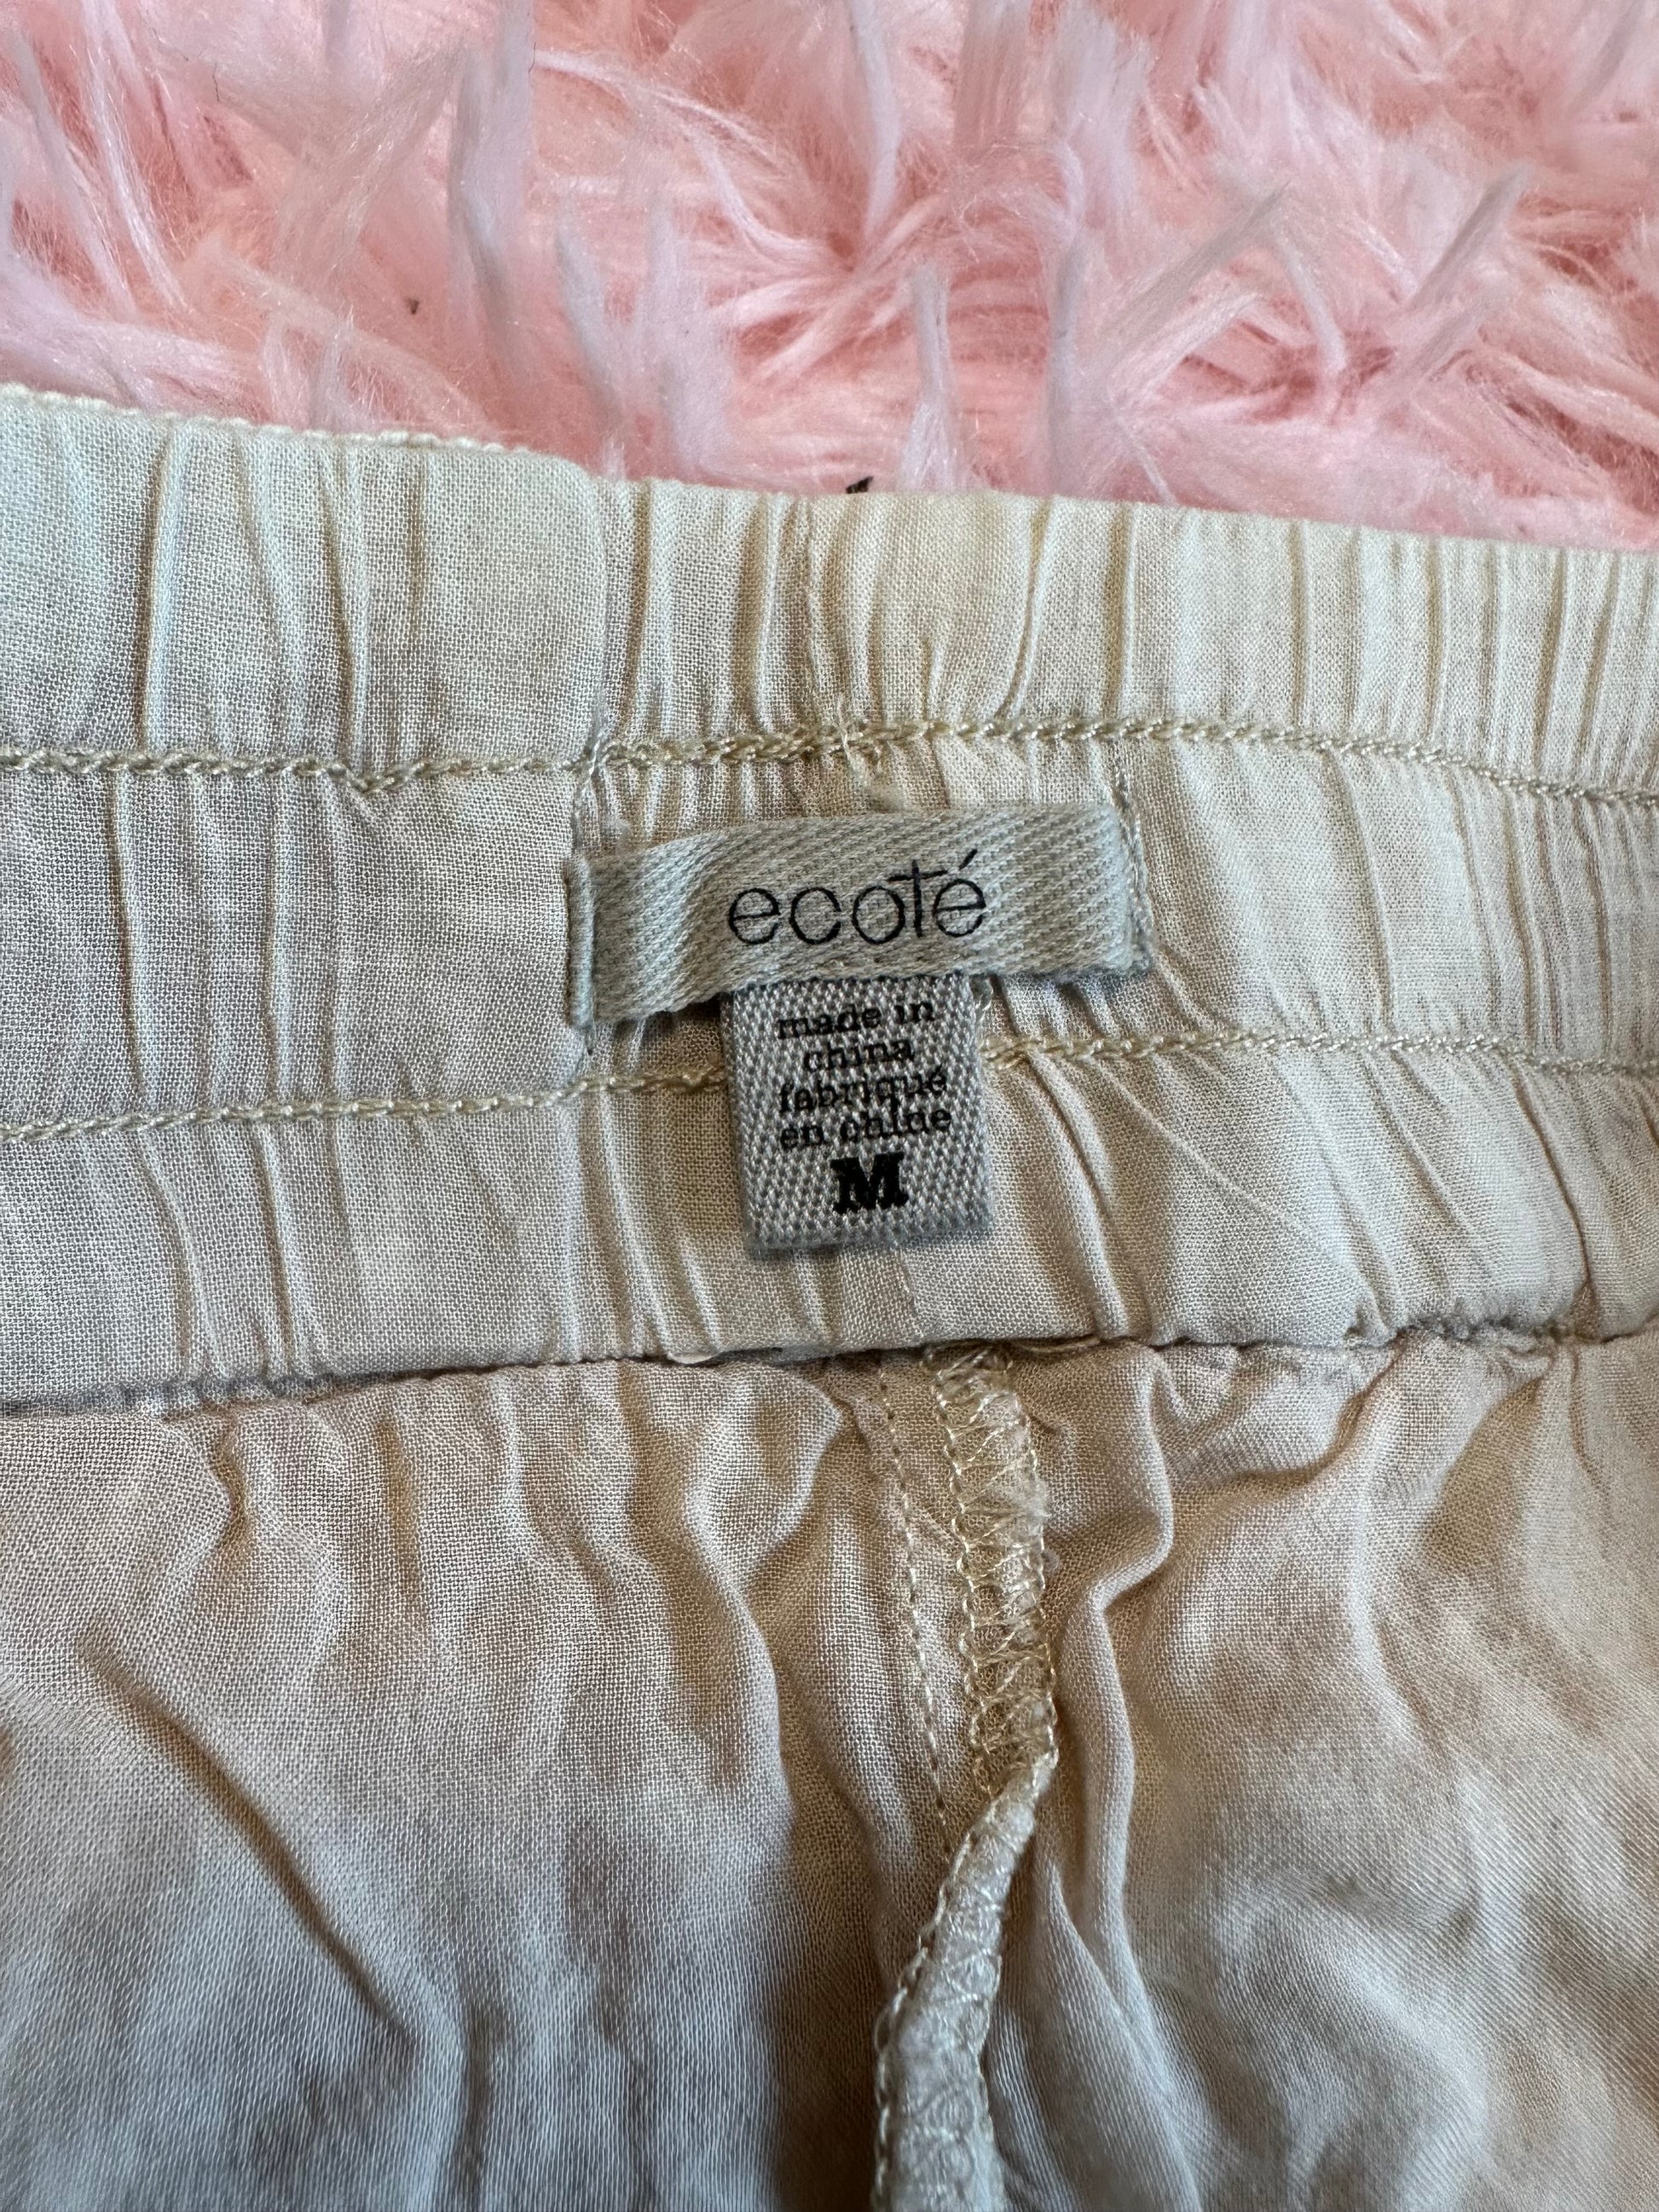 ecoté
made in
china
fabriqué
en chine
M